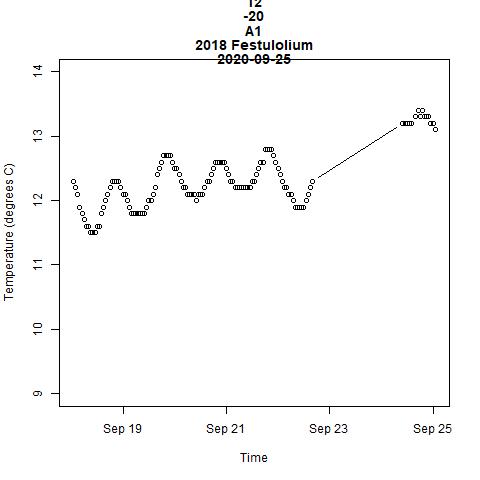 T2
-20
A1
2018 Festulolium
2020-09-25
14
13
12
11
10
9
Temperature (degrees C)
Sep 19
Sep 21
Sep 23
Sep 25
Time